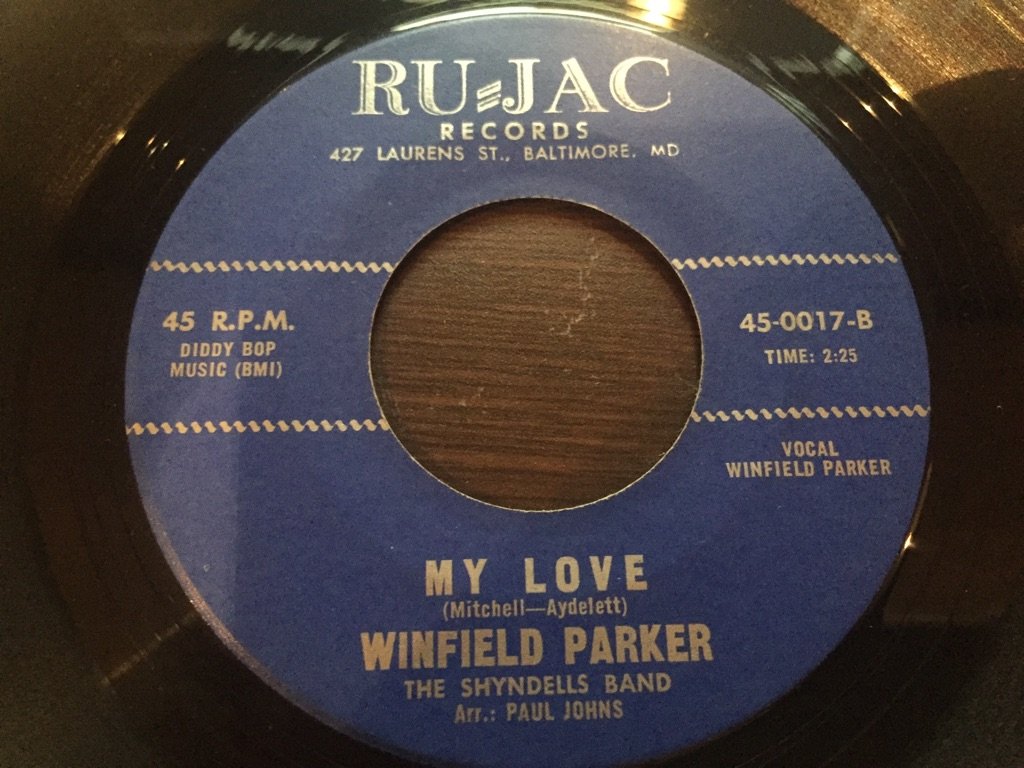 RU-JAC
RECORDS
427 LAURENS ST., BALTIMORE, MD
45 R.P.M.
DIDDY BOP
MUSIC (BMI)
45-0017-B
TIME: 2:25
VOCAL
WINFIELD PARKER
MY LOVE
(Mitchell—Aydelett)
WINFIELD PARKER
THE SHYNDELLS BAND
Arr.: PAUL JOHNS